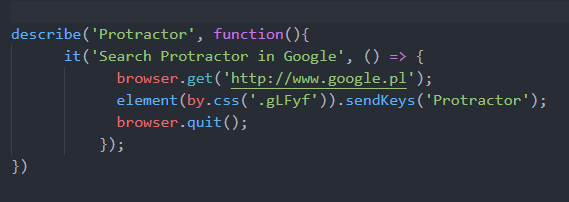 describe('Protractor', function(){
it('Search Protractor in Google', () => {
browser.get('http://www.google.pl');
element(by.css('.gLFyf')).sendKeys('Protractor');
browser.quit();
});
})